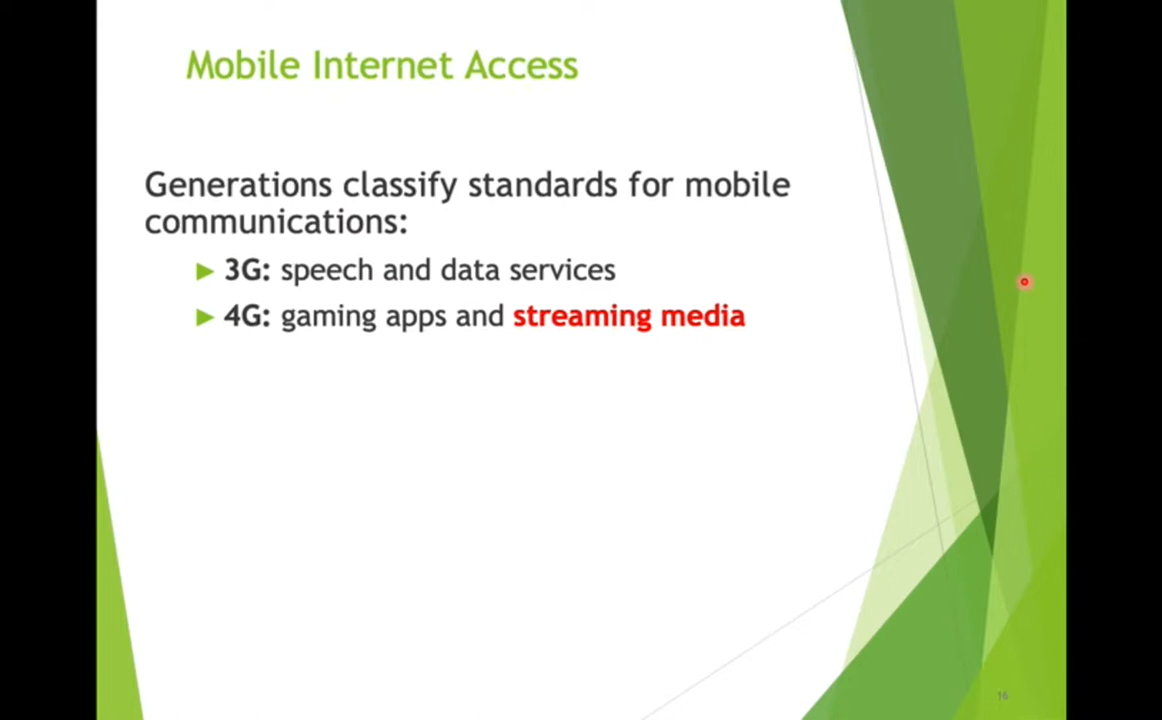 Mobile Internet Access
Generations classify standards for mobile
communications:
3G: speech and data services
4G: gaming apps and streaming media
16